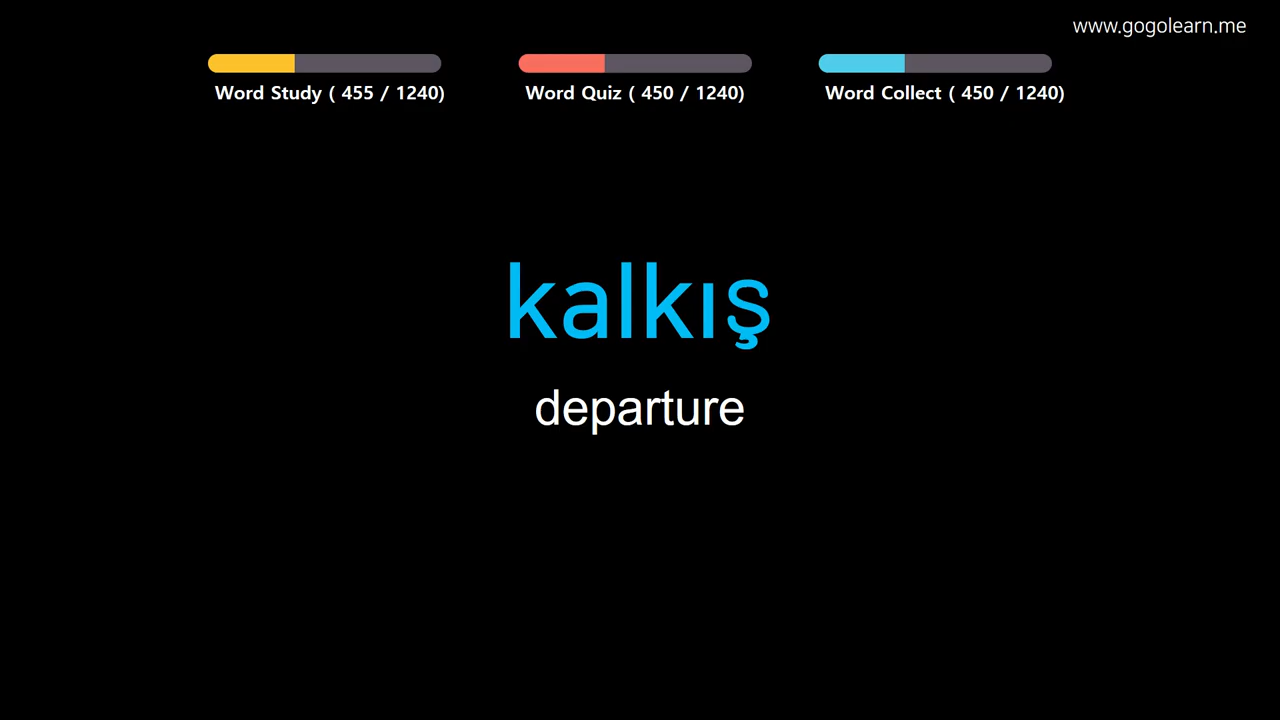 www.gogolearn.me
Word Study ( 455 / 1240)
Word Quiz ( 450 / 1240)
Word Collect ( 450 / 1240)
kalkış
departure